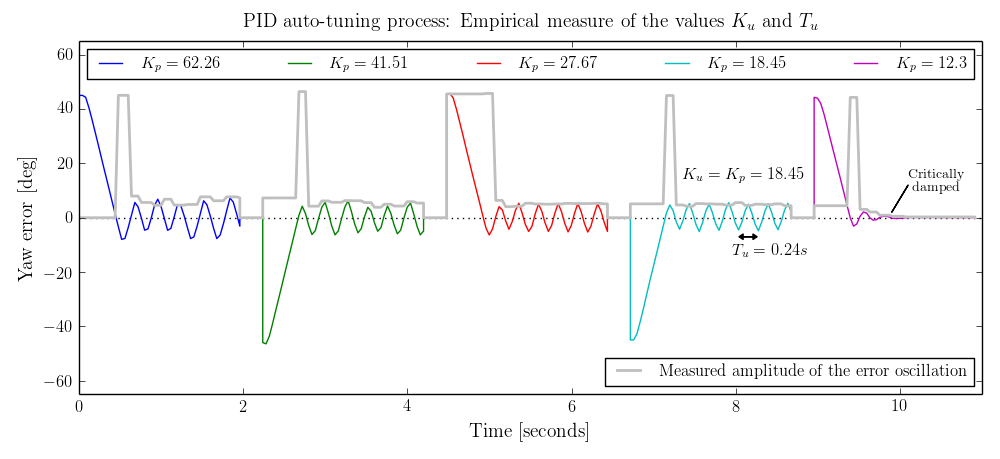 PID auto-tuning process: Empirical measure of the values K_u and T_u
K_p = 62.26
K_p = 41.51
K_p = 27.67
K_p = 18.45
K_p = 12.3
Yaw error [deg]
60
40
20
0
−20
−40
−60
K_u = K_p = 18.45
T_u = 0.24s
Critically
damped
Measured amplitude of the error oscillation
0
2
4
6
8
10
Time [seconds]